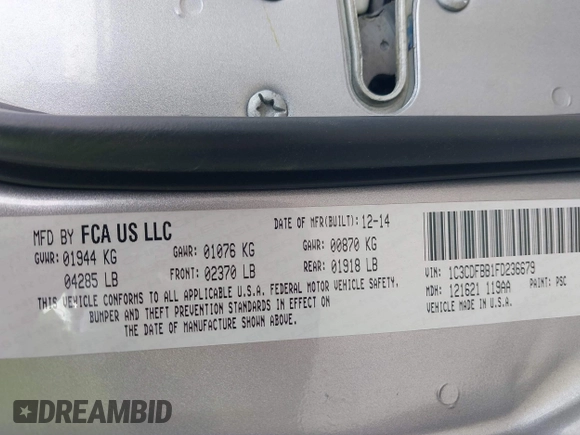 MFD BY FCA US LLC
DATE OF MFR(BUILT): 12-14
GVWR: 01944 KG
GAWR: 01076 KG
GAWR: 00870 KG
04285 LB
FRONT: 02370 LB
REAR: 01918 LB
THIS VEHICLE CONFORMS TO ALL APPLICABLE U.S.A. FEDERAL MOTOR VEHICLE SAFETY,
BUMPER AND THEFT PREVENTION STANDARDS IN EFFECT ON
THE DATE OF MANUFACTURE SHOWN ABOVE.
VIN: 1C3CDFBB1FD236679
MDH: 121621 119AA
PAINT: PSC
VEHICLE MADE IN U.S.A.
DREAMBID